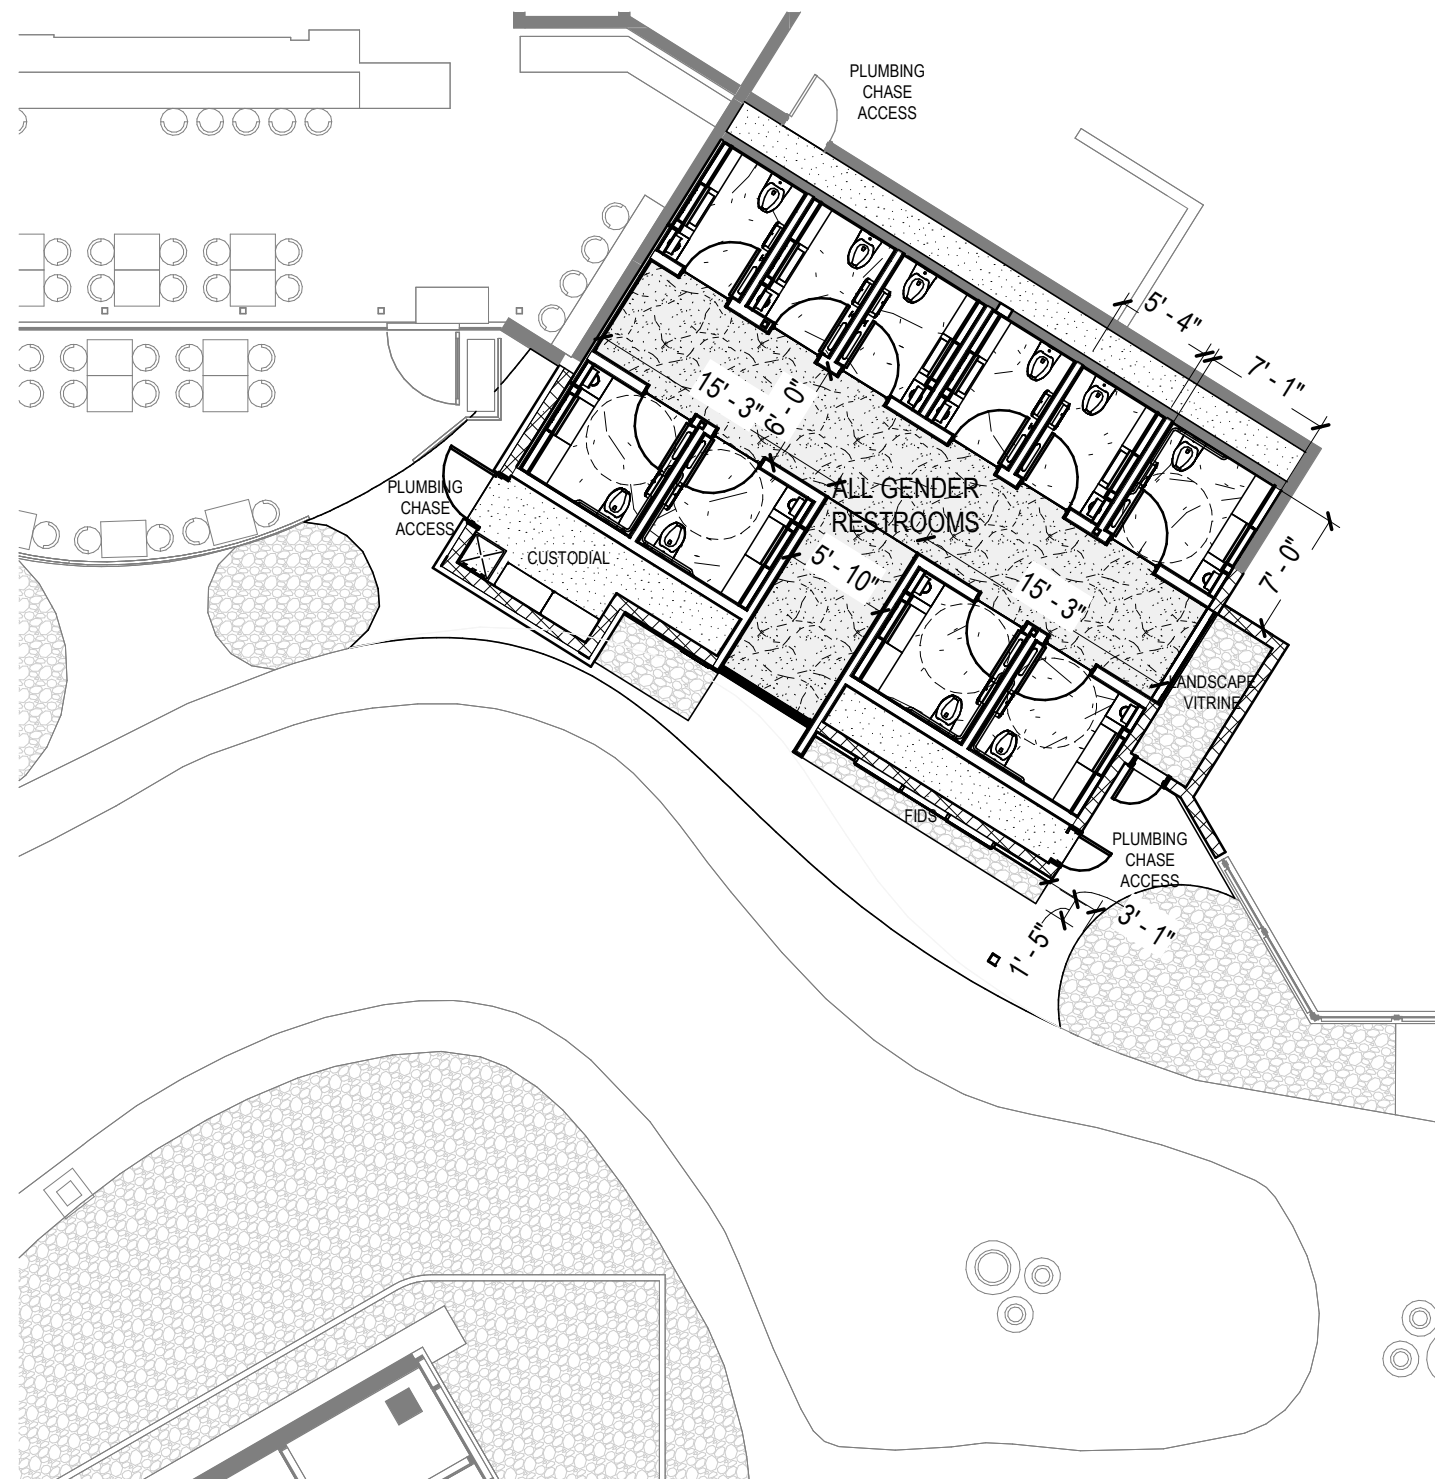 PLUMBING
CHASE
ACCESS
5' - 4"
7' - 1"
15' - 3"
6' - 0"
ALL GENDER
RESTROOMS
PLUMBING
CHASE
ACCESS
CUSTODIAL
5' - 10"
15' - 3"
7' - 0"
LANDSCAPE
VITRINE
FIDS
PLUMBING
CHASE
ACCESS
3' - 1"
1' - 5"